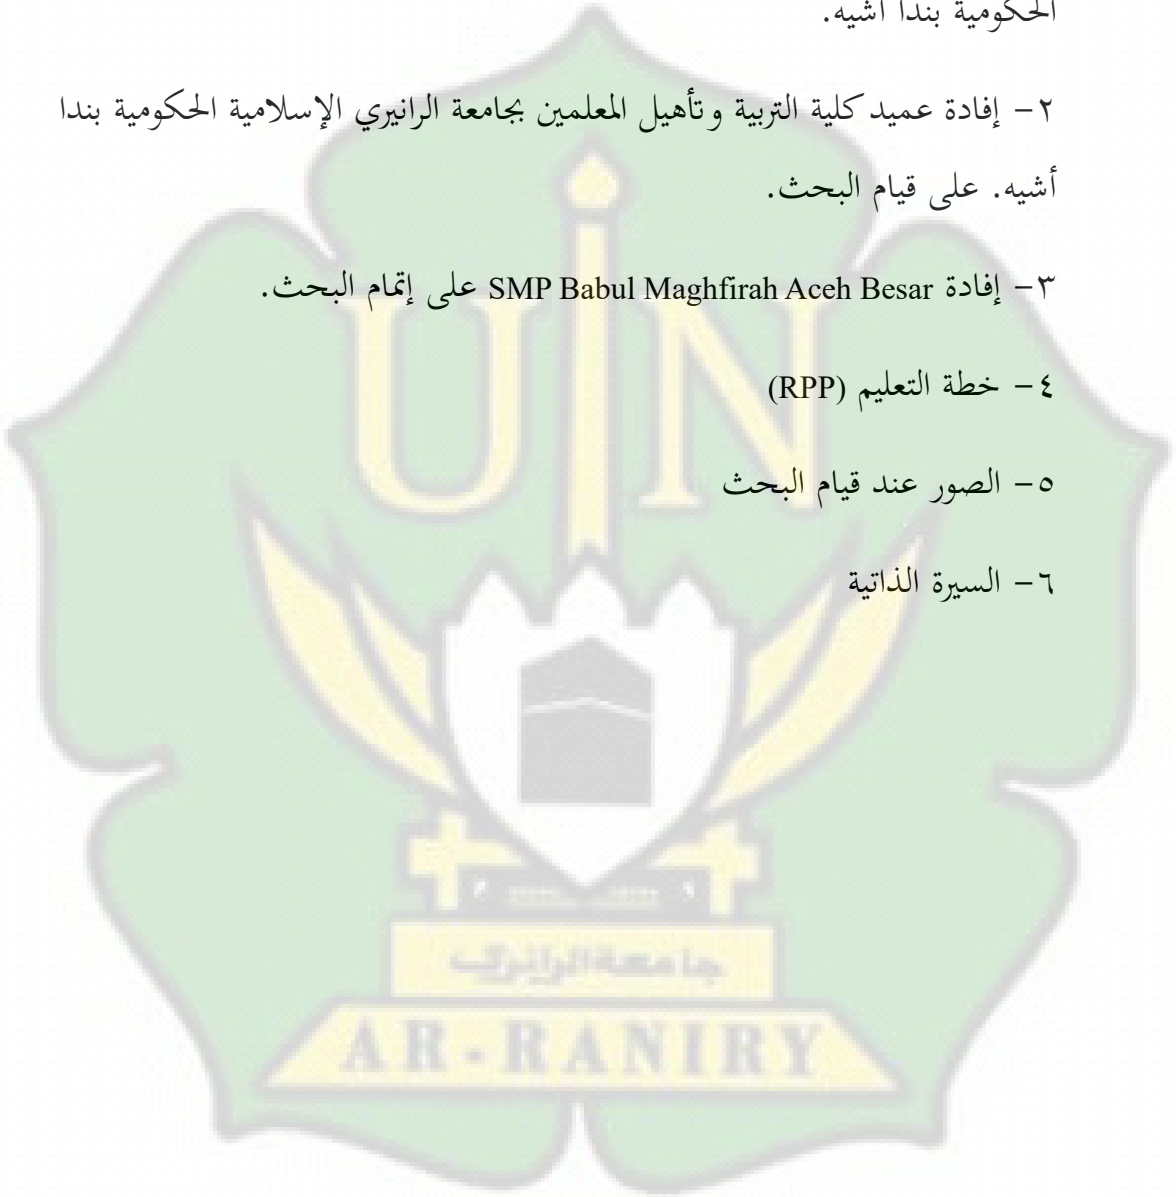 الحكومية بندا أشيه.
٢- إفادة عميد كلية التربية وتأهيل المعلمين بجامعة الرانيري الإسلامية الحكومية بندا
أشيه. على قيام البحث.
٣- إفادة SMP Babul Maghfirah Aceh Besar على إتمام البحث.
٤- خطة التعليم (RPP)
٥- الصور عند قيام البحث
٦- السيرة الذاتية
UIN
جامعة الرانري
AR-RANIRY